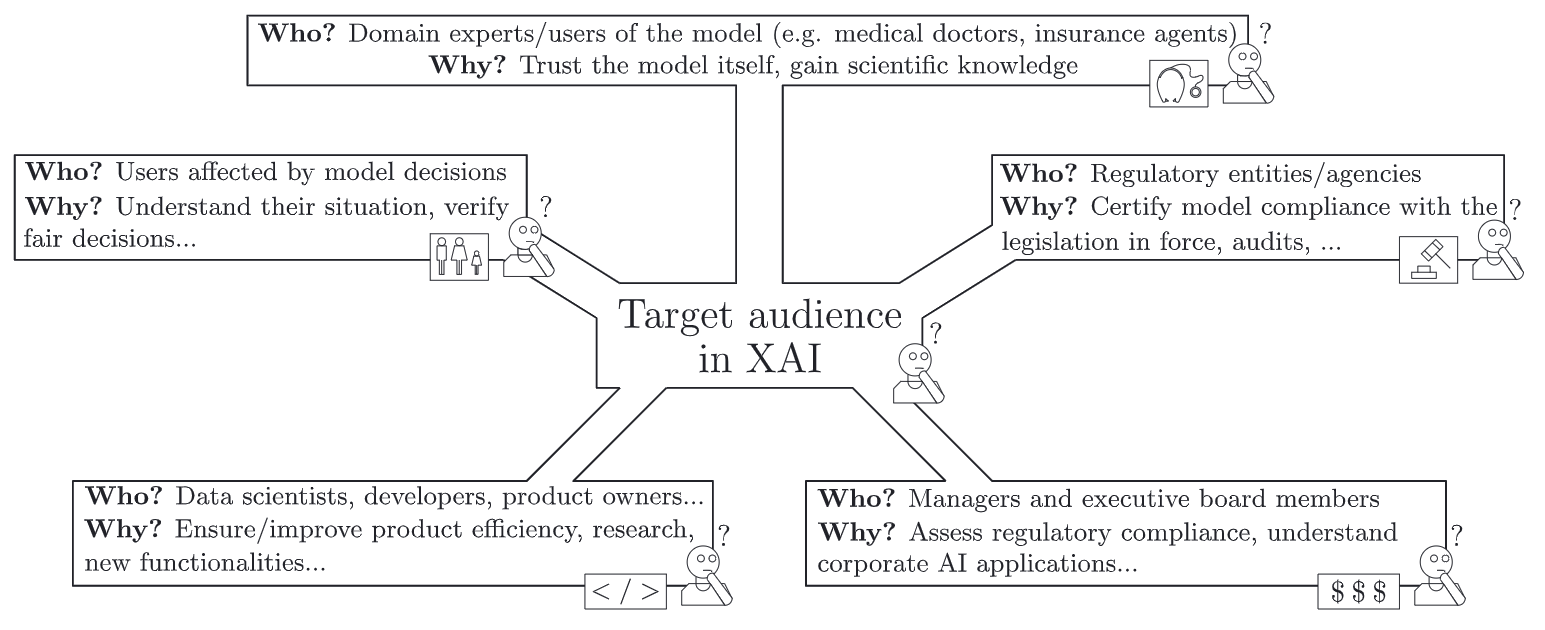 Who? Domain experts/users of the model (e.g. medical doctors, insurance agents) ?
Why? Trust the model itself, gain scientific knowledge
Who? Users affected by model decisions
Why? Understand their situation, verify ?
fair decisions...
Who? Regulatory entities/agencies
Why? Certify model compliance with the ?
legislation in force, audits, ...
Target audience
in XAI
?
Who? Data scientists, developers, product owners...
Why? Ensure/improve product efficiency, research,
new functionalities...
?
< / >
Who? Managers and executive board members
Why? Assess regulatory compliance, understand
corporate AI applications...
?
$ $ $